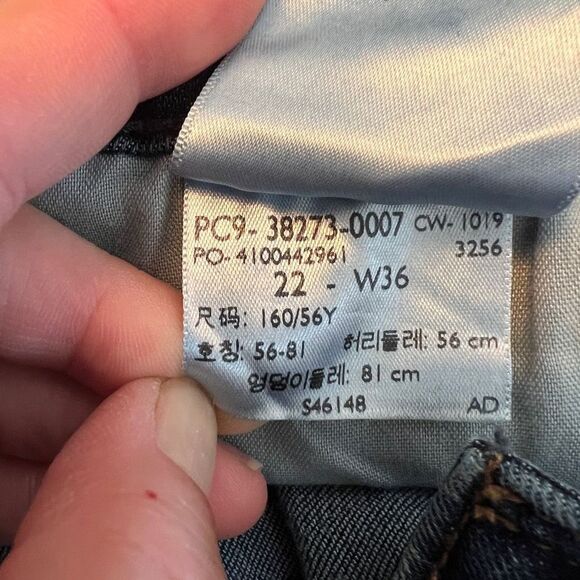 PC9- 38273-0007 CW- 1019
PO- 4100442961 3256
22 - W36
尺码: 160/56Y
호칭: 56-81 허리둘레: 56 cm
엉덩이둘레: 81 cm
S46148 AD